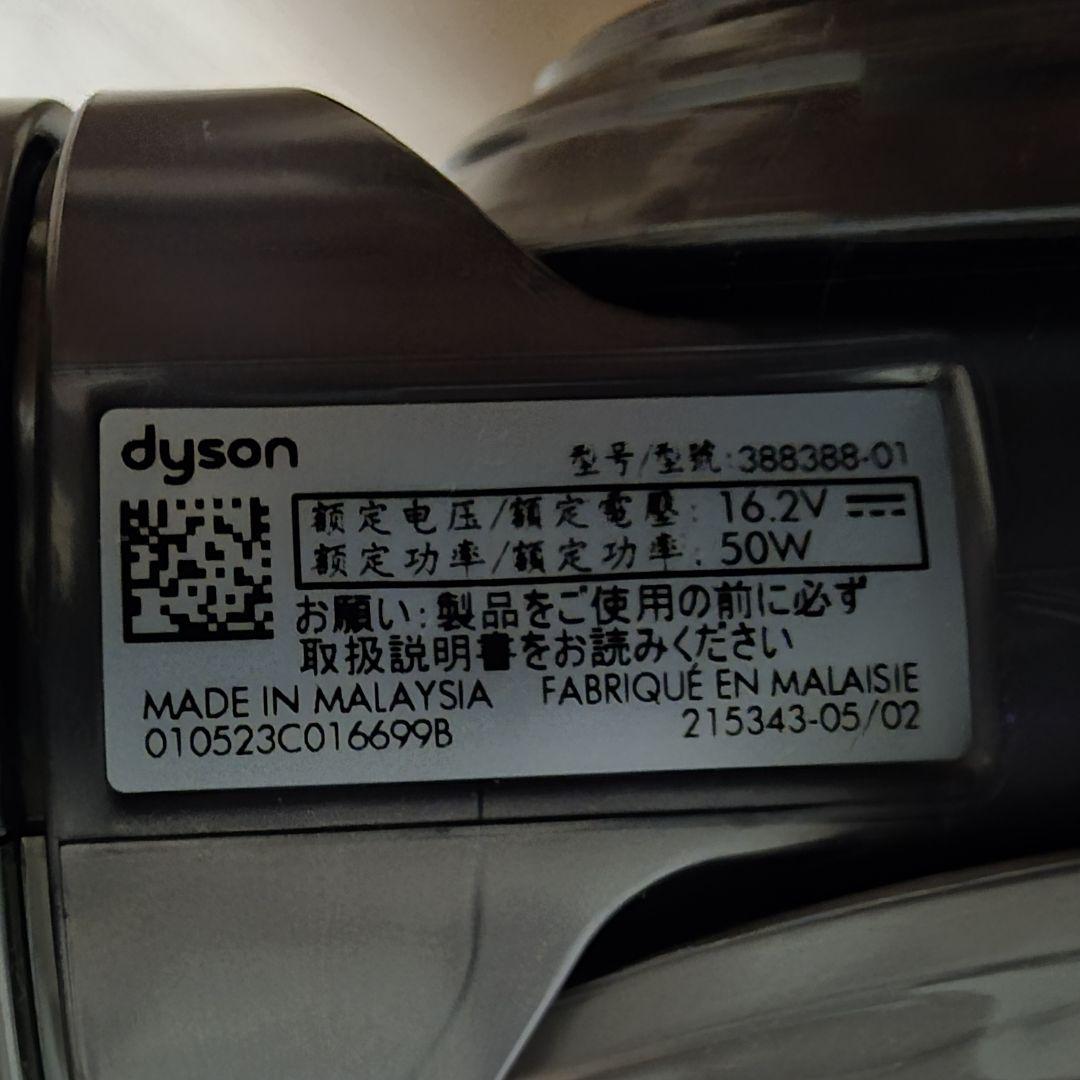 dyson
型号/型號:388388-01
额定电压/額定電壓: 16.2V
额定功率/額定功率: 50W
お願い:製品をご使用の前に必ず
取扱説明書をお読みください
MADE IN MALAYSIA FABRIQUÉ EN MALAISIE
010523C016699B 215343-05/02